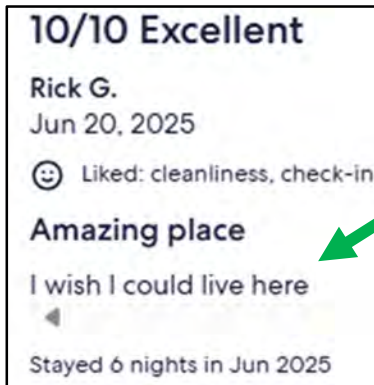 10/10 Excellent
Rick G.
Jun 20, 2025
Liked: cleanliness, check-in
Amazing place
I wish I could live here
Stayed 6 nights in Jun 2025